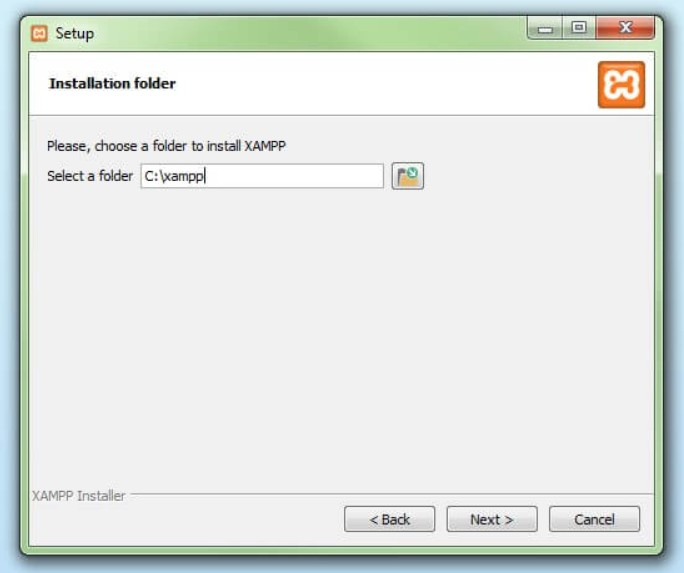 Setup
Installation folder
Please, choose a folder to install XAMPP
Select a folder C:\xampp
XAMPP Installer
< Back Next > Cancel